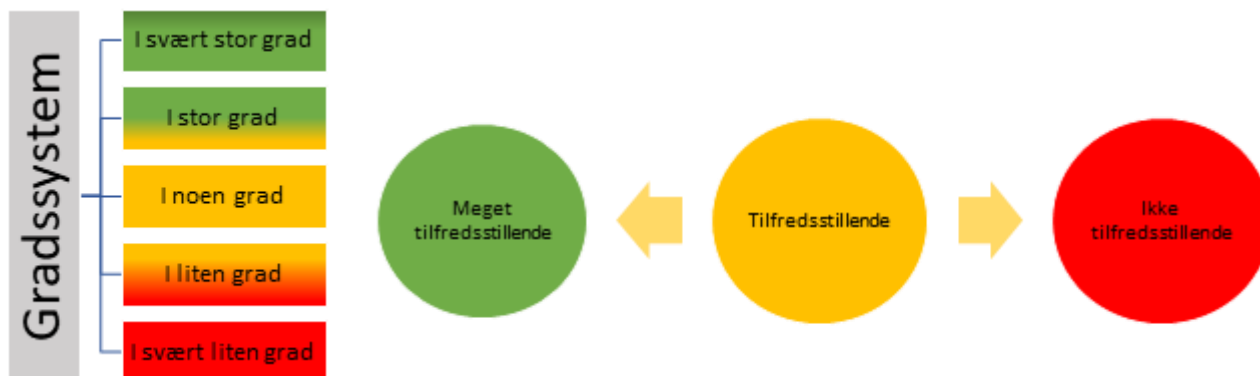 Gradssystem
I svært stor grad
I stor grad
I noen grad
I liten grad
I svært liten grad
Meget
tilfredsstillende
Tilfredsstillende
Ikke
tilfredsstillende